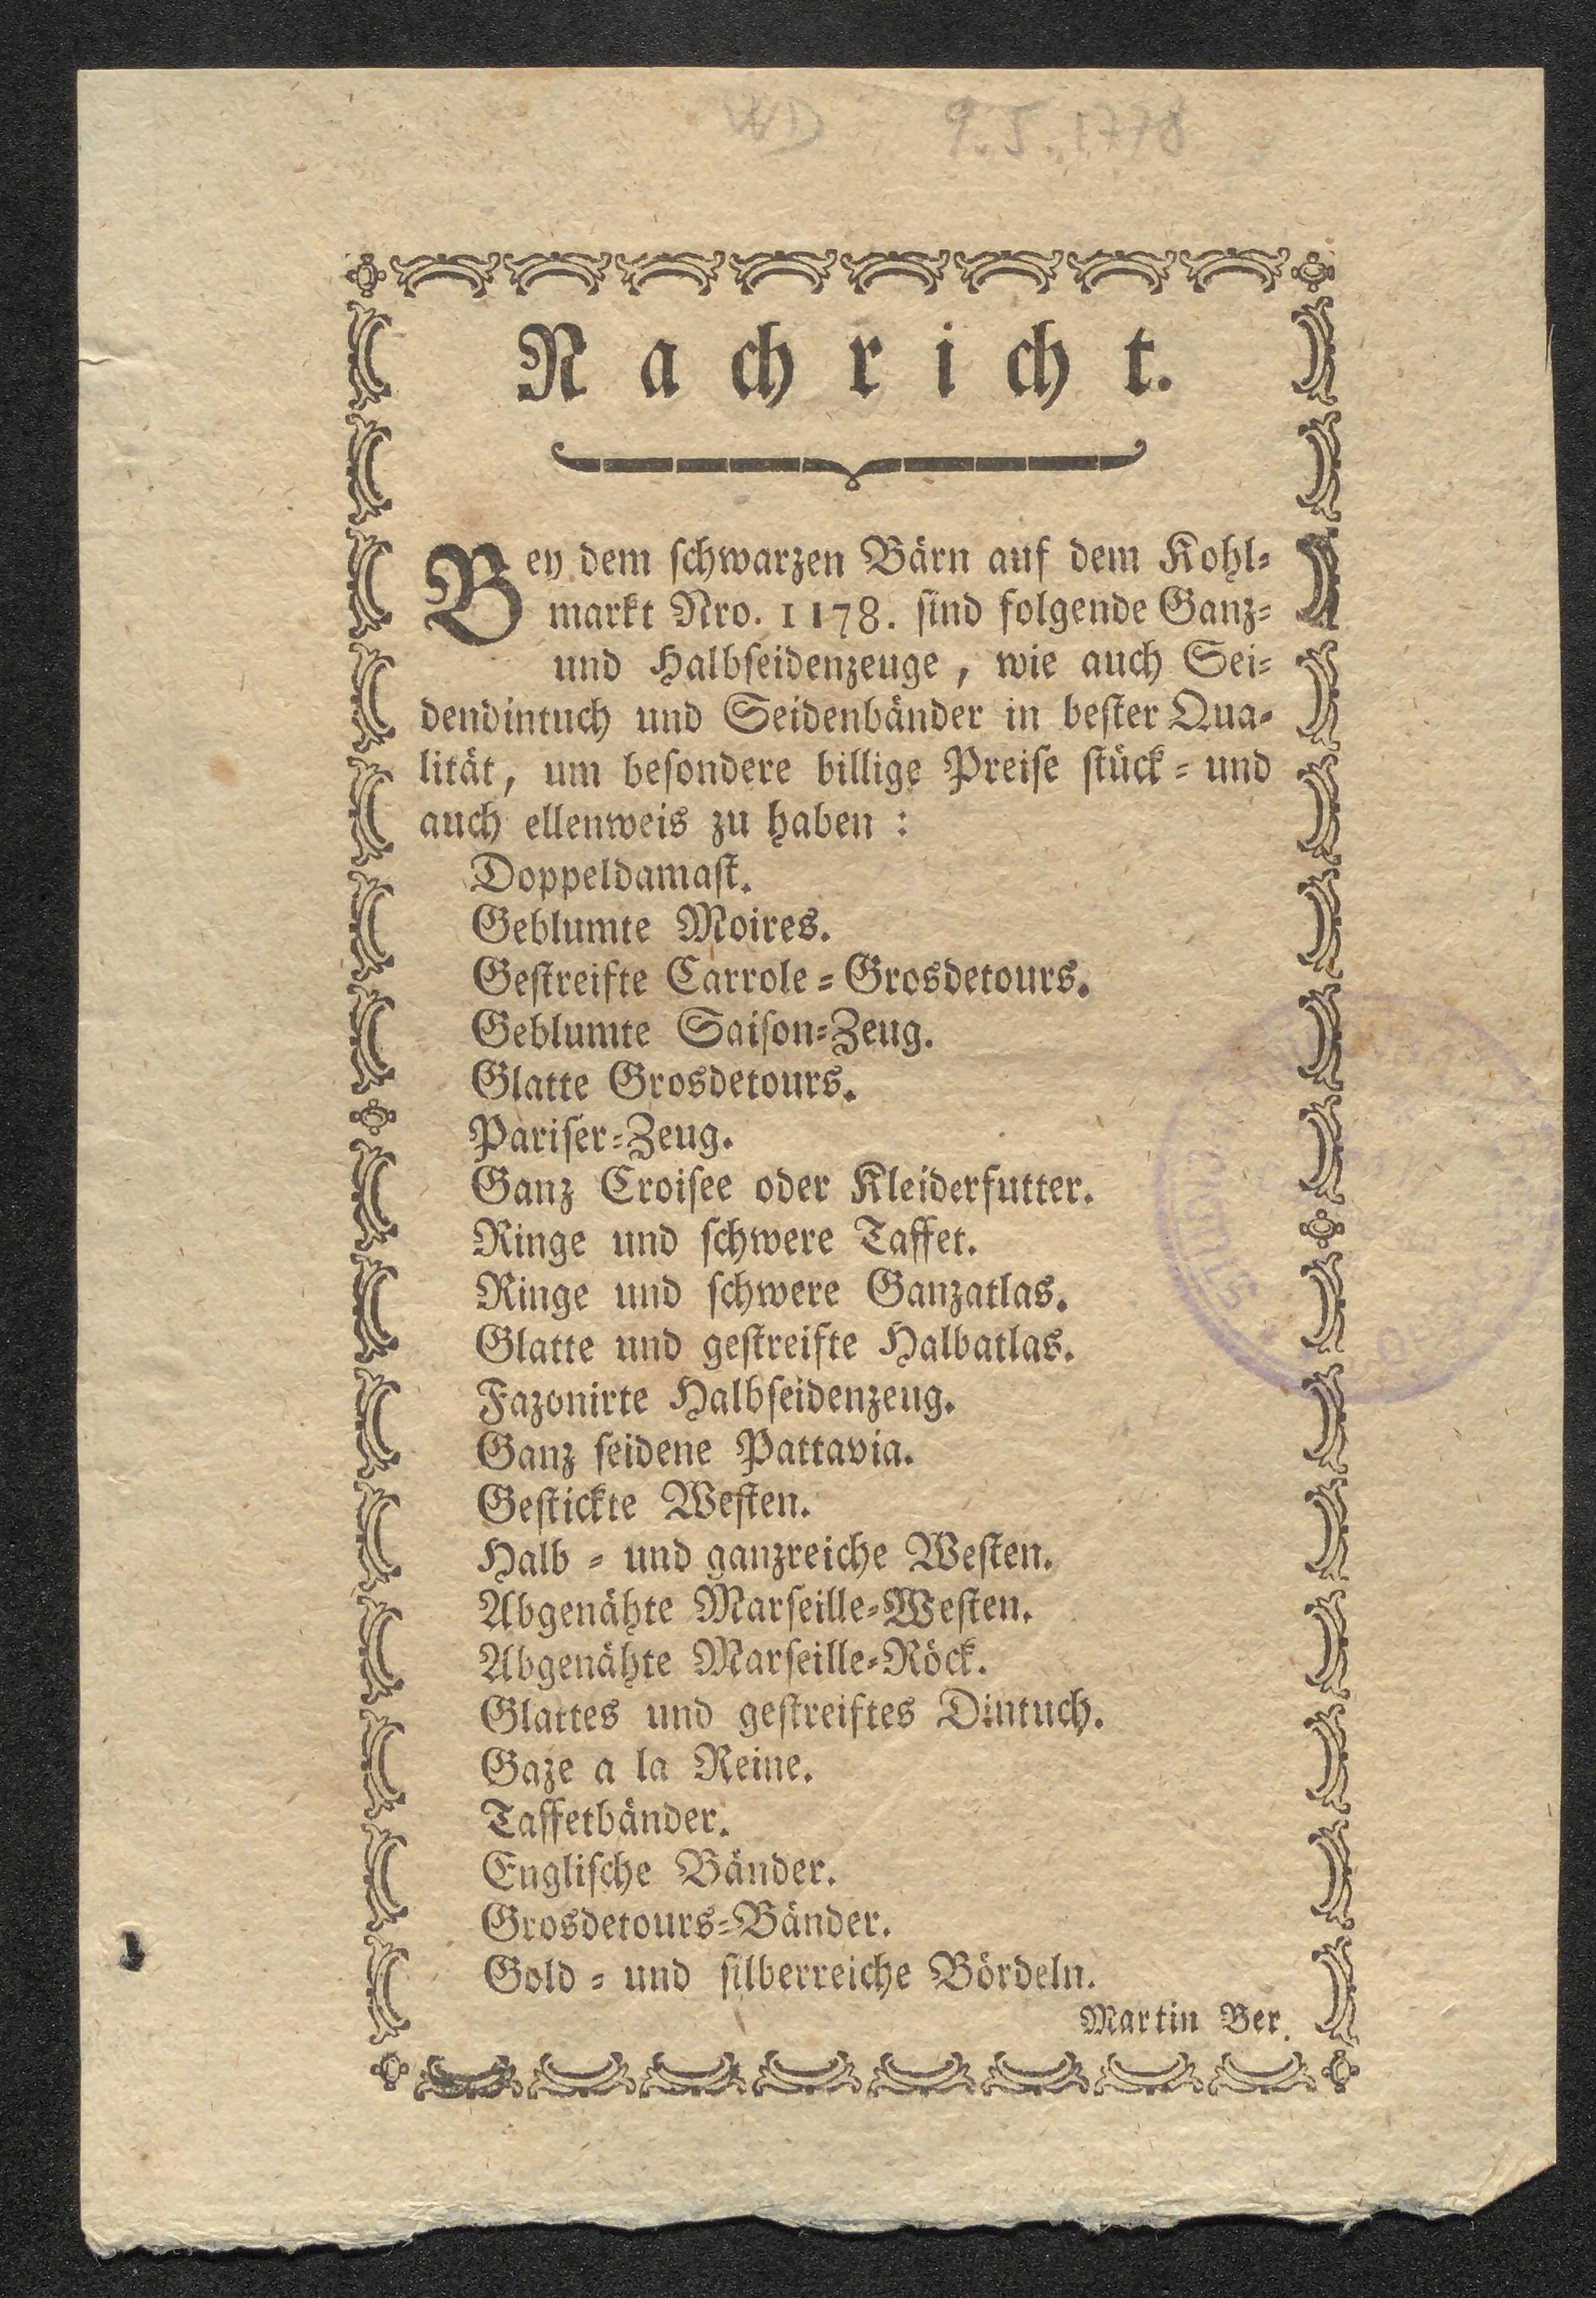 WD 9.5.1778
Nachricht.
Bey dem schwarzen Bärn auf dem Kohl-
markt Nro. 1178. sind folgende Ganz-
und Halbseidenzeuge, wie auch Sei-
dendintuch und Seidenbänder in bester Qua-
lität, um besondere billige Preise stück- und
auch ellenweis zu haben:
Doppeldamast.
Geblumte Moires.
Gestreifte Carrole-Grosdetours.
Geblumte Saison-Zeug.
Glatte Grosdetours.
Pariser-Zeug.
Ganz Croisee oder Kleiderfutter.
Ringe und schwere Taffet.
Ringe und schwere Ganzatlas.
Glatte und gestreifte Halbatlas.
Fazonirte Halbseidenzeug.
Ganz seidene Pattavia.
Gestickte Westen.
Halb- und ganzreiche Westen.
Abgenähte Marseille-Westen.
Abgenähte Marseille-Röck.
Glattes und gestreiftes Dintuch.
Gaze a la Reine.
Taffetbänder.
Englische Bänder.
Grosdetours-Bänder.
Gold- und silberreiche Bördeln.
Martin Ber.